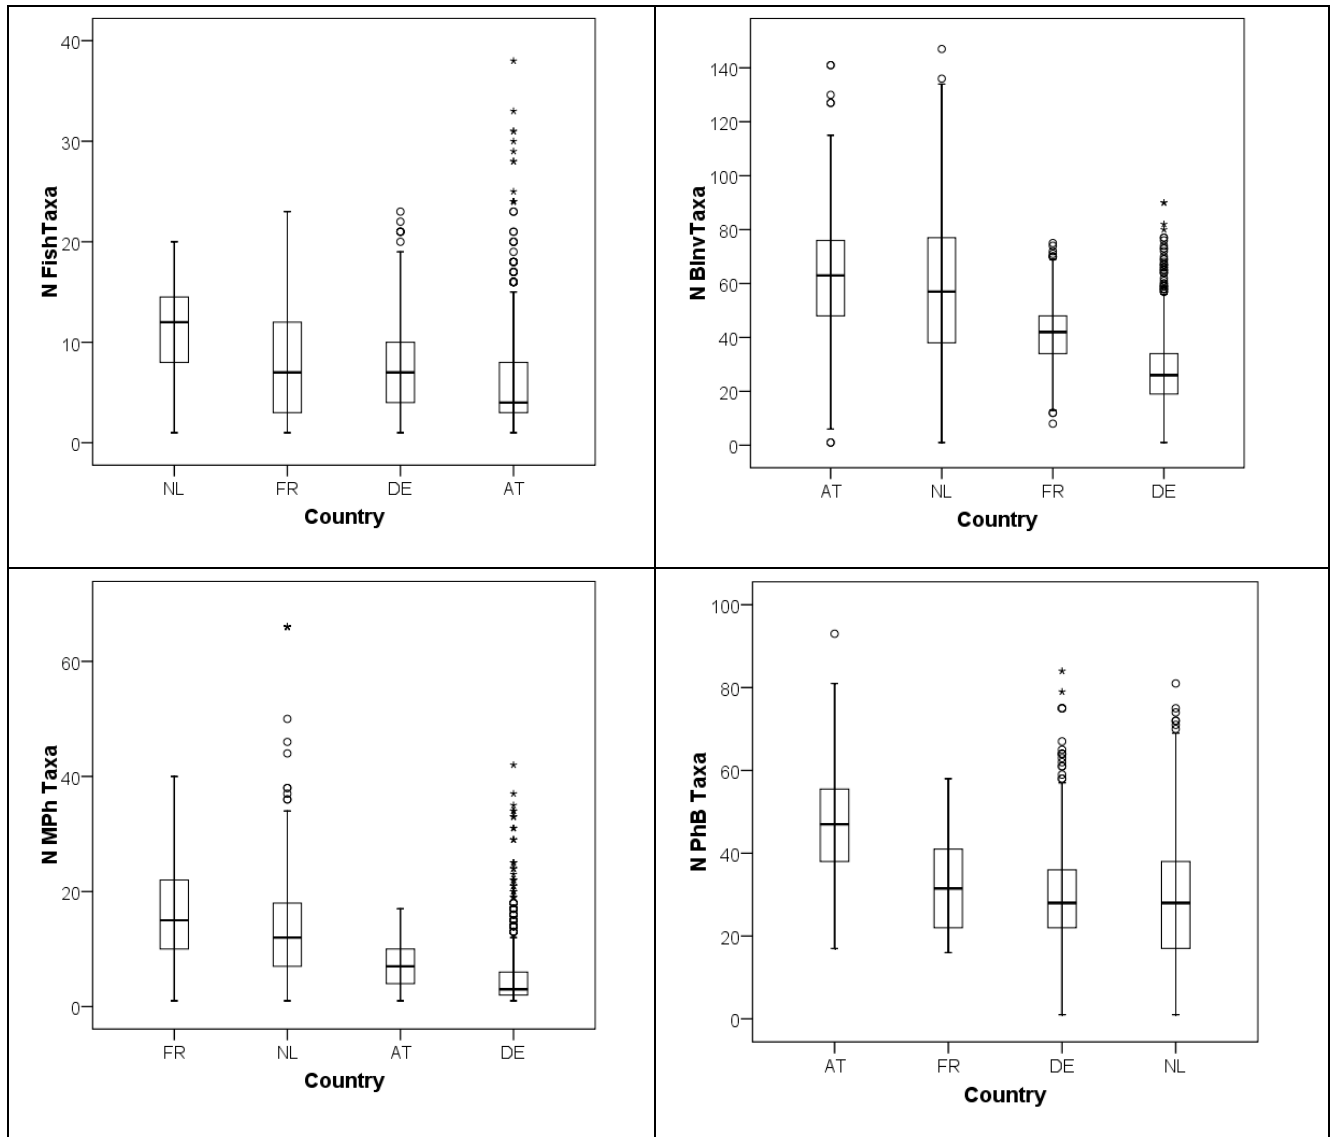 40
30
20
10
0
N FishTaxa
NL FR DE AT
Country
140
120
100
80
60
40
20
0
N BInvTaxa
AT NL FR DE
Country
60
40
20
0
N MPh Taxa
FR NL AT DE
Country
100
80
60
40
20
0
N PhB Taxa
AT FR DE NL
Country